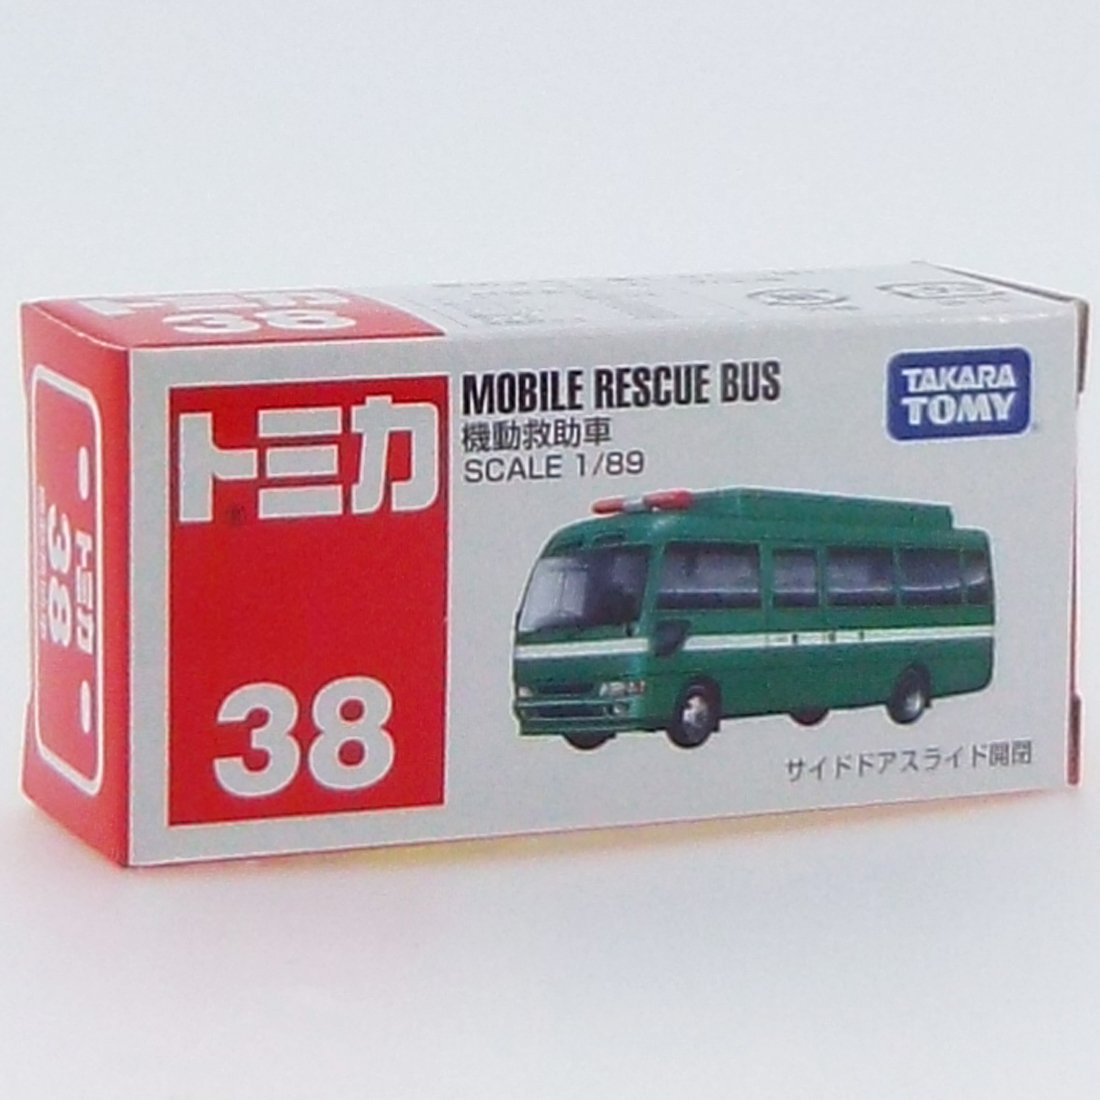 38
トミカ
38
トミカ
38
MOBILE RESCUE BUS
機動救助車
SCALE 1/89
TAKARA
TOMY
サイドドアスライド開閉